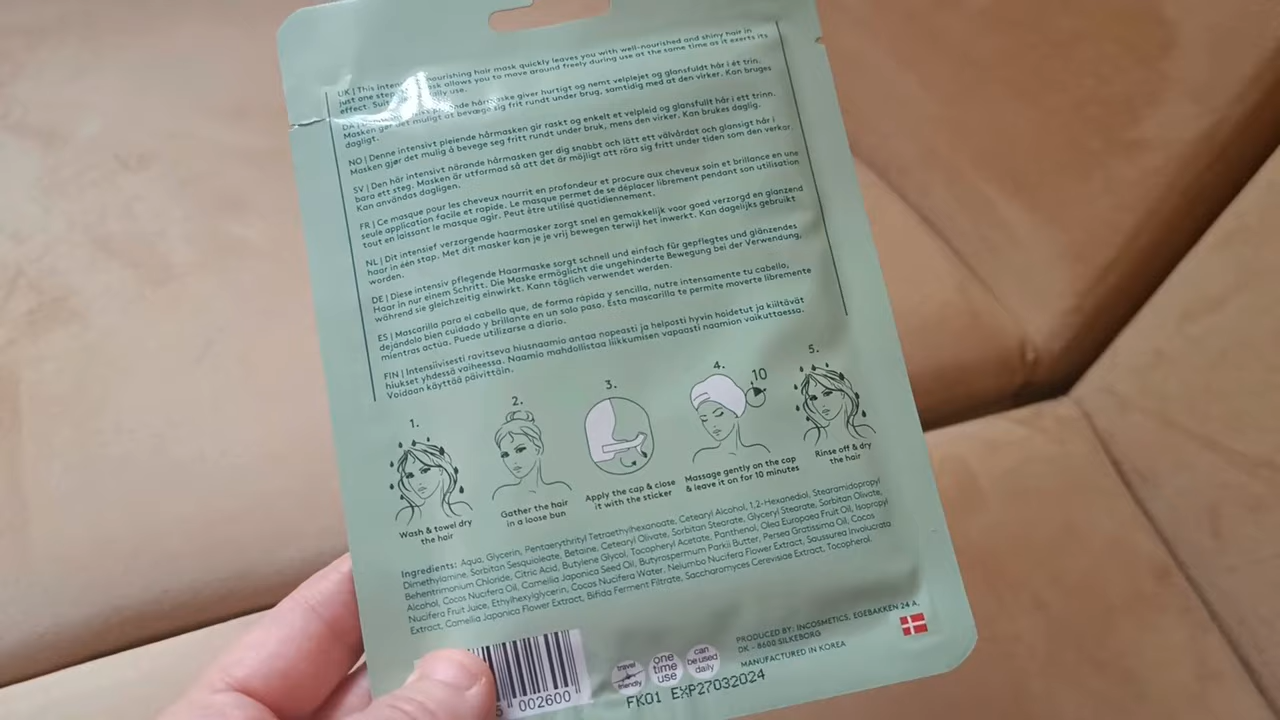 UK | This inten ourishing hair mask quickly leaves you with well-nourished and shiny hair in
just one step ask allows you to move around freely during use at the same time as it exerts its
effect. Suit ily use.
DA | plejende hårmaske giver hurtigt og nemt velplejet og glansfuldt hår i ét trin.
Masken gør det muligt at bevæge sig frit rundt under brug, samtidig med at den virker. Kan bruges
dagligt.
NO | Denne intensivt pleiende hårmasken gir raskt og enkelt et velpleid og glansfullt hår i ett trinn.
Masken gjør det mulig å bevege seg fritt rundt under bruk, mens den virker. Kan brukes daglig.
SV | Den här intensivt närande hårmasken ger dig snabbt och lätt ett välvårdat och glansigt hår i
bara ett steg. Masken är utformad så att det är möjligt att röra sig fritt under tiden som den verkar.
Kan användas dagligen.
FR | Ce masque pour les cheveux nourrit en profondeur et procure aux cheveux soin et brillance en une
seule application facile et rapide. Le masque permet de se déplacer librement pendant son utilisation
tout en laissant le masque agir. Peut être utilisé quotidiennement.
NL | Dit intensief verzorgende haarmasker zorgt snel en gemakkelijk voor goed verzorgd en glanzend
haar in één stap. Met dit masker kan je je vrij bewegen terwijl het inwerkt. Kan dagelijks gebruikt
worden.
DE | Diese intensiv pflegende Haarmaske sorgt schnell und einfach für gepflegtes und glänzendes
Haar in nur einem Schritt. Die Maske ermöglicht die ungehinderte Bewegung bei der Verwendung,
während sie gleichzeitig einwirkt. Kann täglich verwendet werden.
ES | Mascarilla para el cabello que, de forma rápida y sencilla, nutre intensamente tu cabello,
dejándolo bien cuidado y brillante en un solo paso. Esta mascarilla te permite moverte libremente
mientras actúa. Puede utilizarse a diario.
FIN | Intensiivisesti ravitseva hiusnaamio antaa nopeasti ja helposti hyvin hoidetut ja kiiltävät
hiukset yhdessä vaiheessa. Naamio mahdollistaa liikkumisen vapaasti naamion vaikuttaessa.
Voidaan käyttää päivittäin.
1.
Wash & towel dry
the hair
2.
Gather the hair
in a loose bun
3.
Apply the cap & close
it with the sticker
4.
10
Massage gently on the cap
& leave it on for 10 minutes
5.
Rinse off & dry
the hair
Ingredients: Aqua, Glycerin, Pentaerythrityl Tetraethylhexanoate, Cetearyl Alcohol, 1,2-Hexanediol, Stearamidopropyl
Dimethylamine, Sorbitan Sesquioleate, Betaine, Cetearyl Olivate, Sorbitan Stearate, Glyceryl Stearate, Sorbitan Olivate,
Behentrimonium Chloride, Citric Acid, Butylene Glycol, Tocopheryl Acetate, Panthenol, Olea Europaea Fruit Oil, Isopropyl
Alcohol, Cocos Nucifera Oil, Camellia Japonica Seed Oil, Butyrospermum Parkii Butter, Persea Gratissima Oil, Cocos
Nucifera Fruit Juice, Ethylhexylglycerin, Cocos Nucifera Water, Nelumbo Nucifera Flower Extract, Saussurea Involucrata
Extract, Camellia Japonica Flower Extract, Bifida Ferment Filtrate, Saccharomyces Cerevisiae Extract, Tocopherol.
5 002600
travel friendly
one time use
can be used daily
PRODUCED BY: INCOSMETICS, EGEBAKKEN 24 A,
DK - 8600 SILKEBORG
MANUFACTURED IN KOREA
FK01 EXP27032024